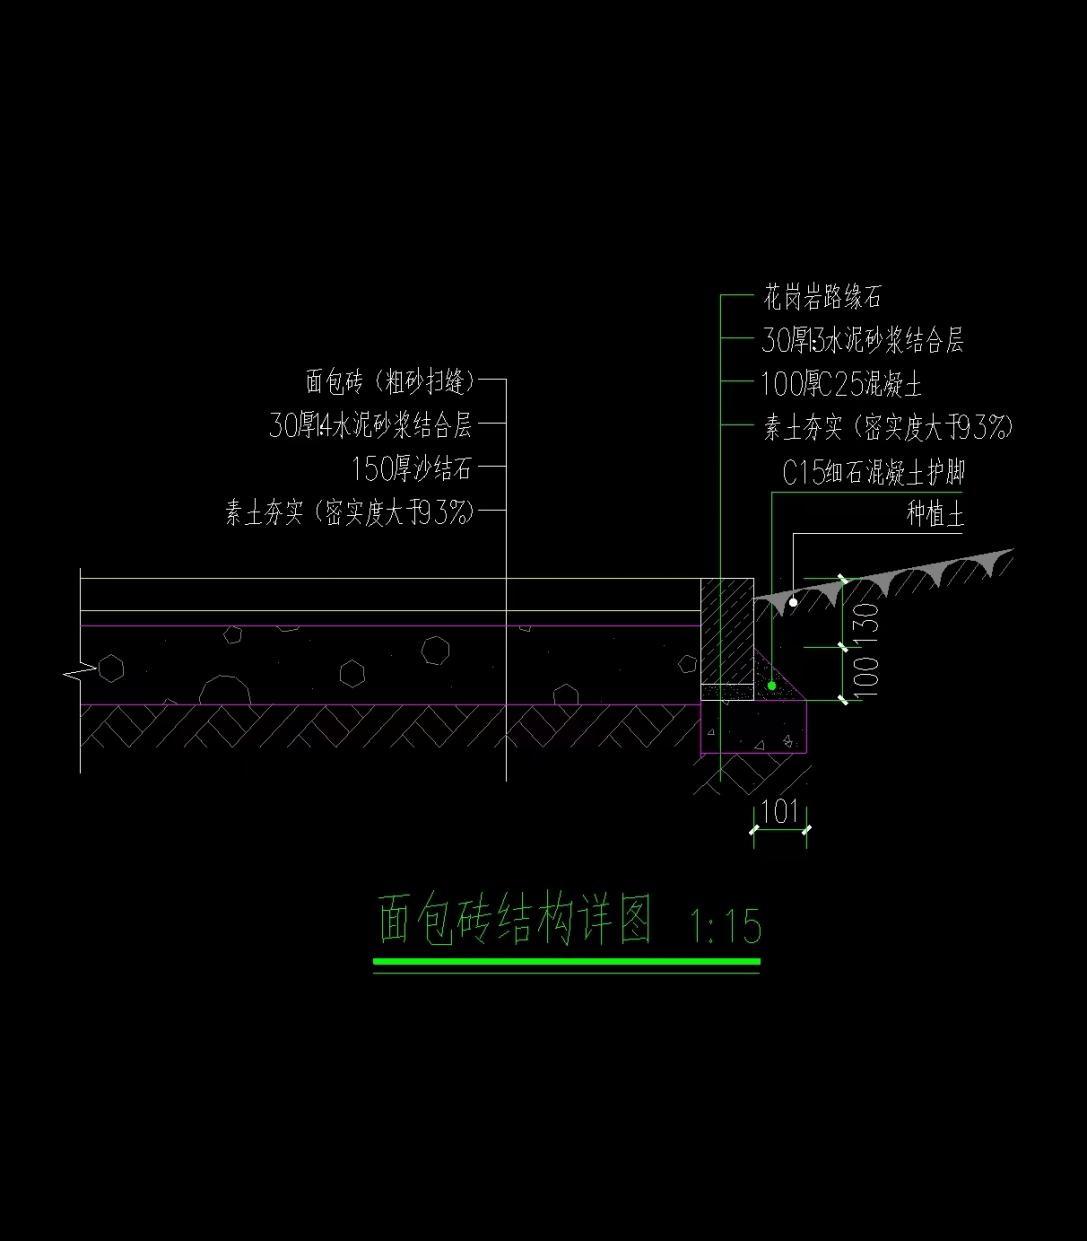 花岗岩路缘石
30厚1:3水泥砂浆结合层
100厚C25混凝土
素土夯实（密实度大于93%）
C15细石混凝土护脚
种植土
面包砖（粗砂扫缝）
30厚1:4水泥砂浆结合层
150厚沙结石
素土夯实（密实度大于93%）
130
100
101
面包砖结构详图 1:15